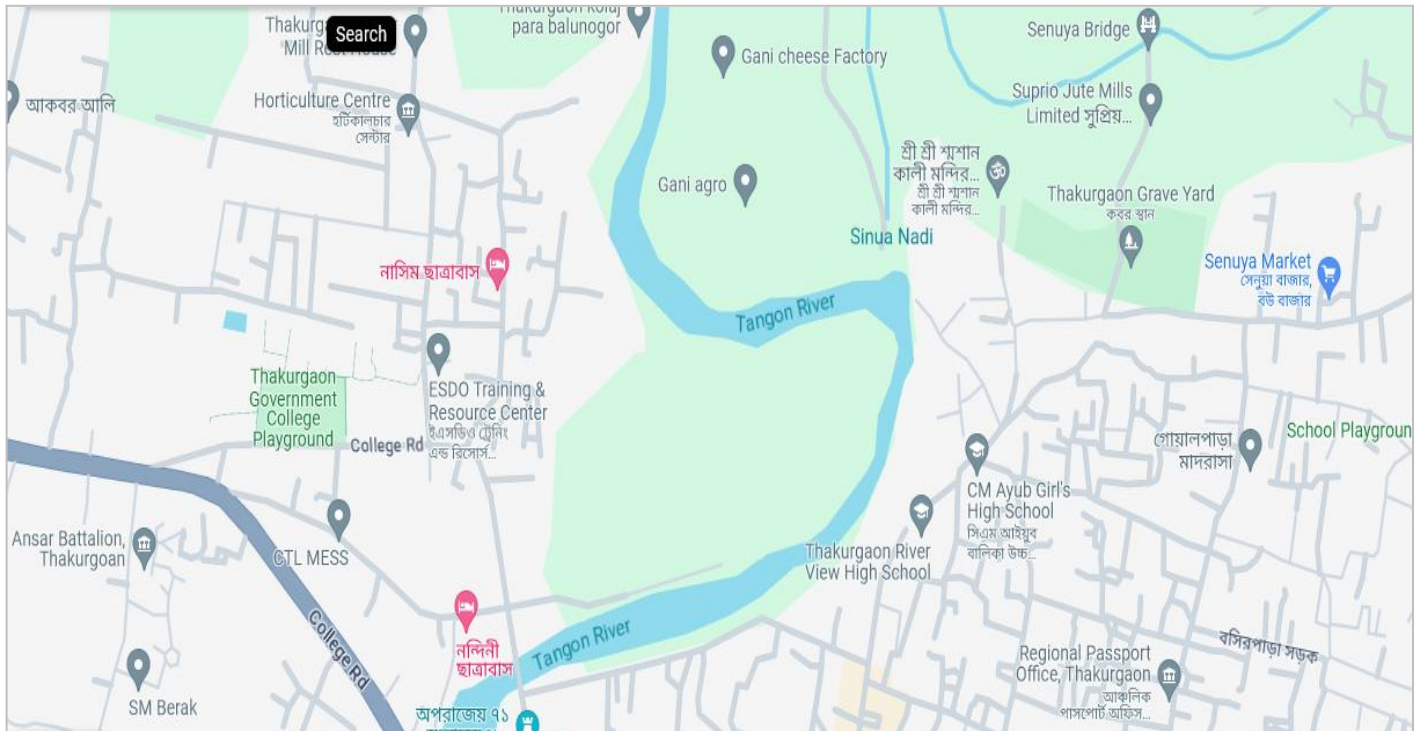 Thakurgaon Rolaj
para balunogor
Search
Mill Rest House
Gani cheese Factory
Senuya Bridge
আকবর আলি
Horticulture Centre
হর্টিকালচার
সেন্টার
Suprio Jute Mills
Limited সুপ্রিয়...
Gani agro
শ্রী শ্রী শ্মশান
কালী মন্দির...
শ্রী শ্রী শ্মশান
কালী মন্দির...
Thakurgaon Grave Yard
কবর স্থান
Sinua Nadi
নাসিম ছাত্রাবাস
Senuya Market
সেনুয়া বাজার,
বউ বাজার
Tangon River
Thakurgaon
Government
College
Playground
ESDO Training &
Resource Center
ইএসডিও ট্রেনিং
এন্ড রিসোর্স...
College Rd
গোয়ালপাড়া
মাদরাসা
School Playgroun
CM Ayub Girl's
High School
সিএম আইয়ুব
বালিকা উচ্চ...
Ansar Battalion,
Thakurgoan
CTL MESS
Thakurgaon River
View High School
College Rd
নন্দিনী
ছাত্রাবাস
Tangon River
বসিরপাড়া সড়ক
Regional Passport
Office, Thakurgaon
আঞ্চলিক
পাসপোর্ট অফিস...
SM Berak
অপরাজেয় ৭১